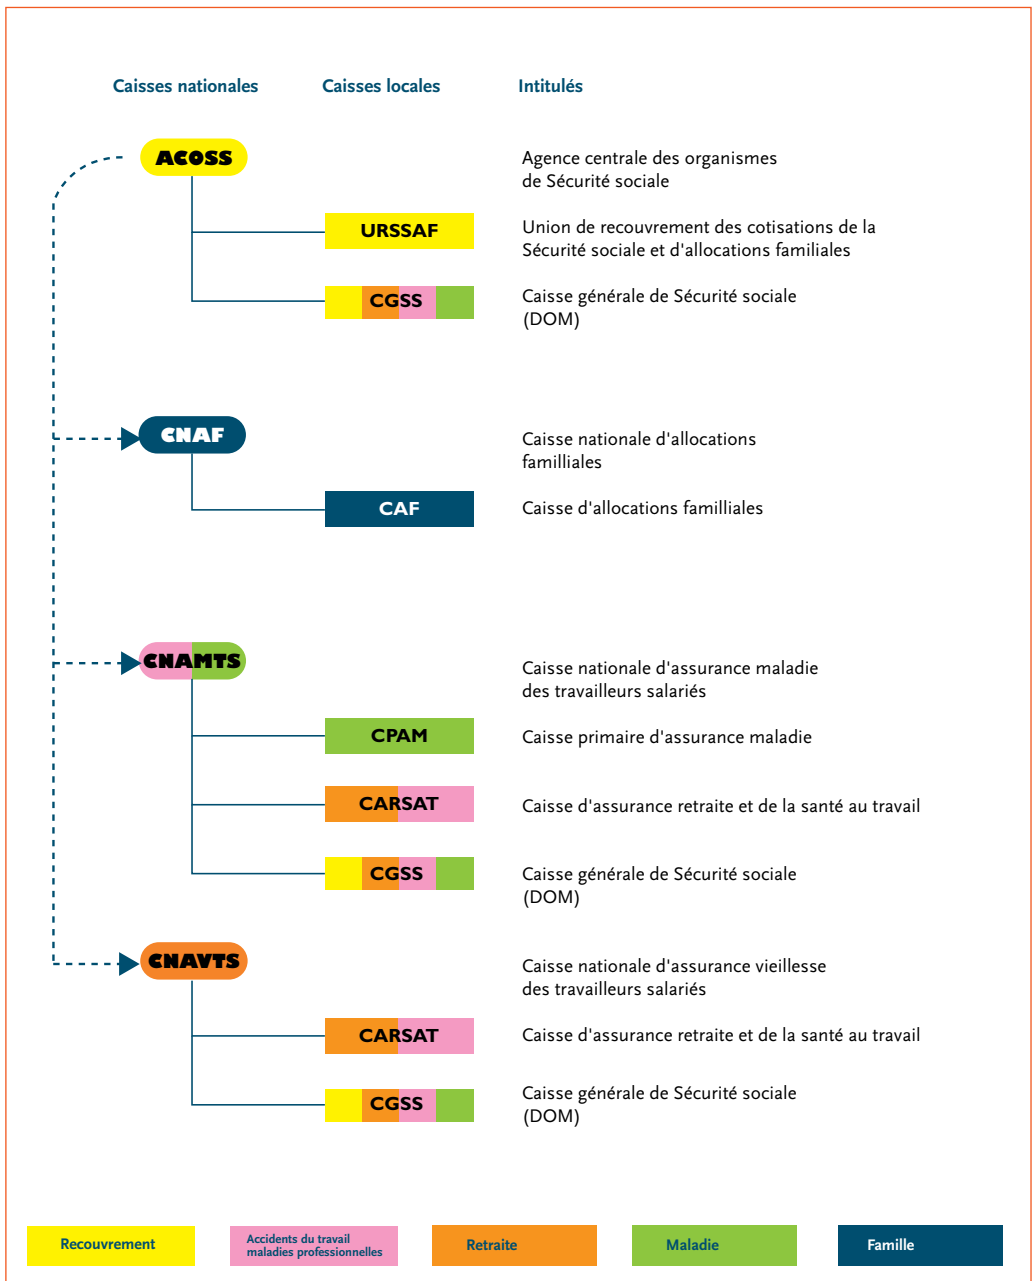 Caisses nationales Caisses locales Intitulés
ACOSS Agence centrale des organismes
de Sécurité sociale
URSSAF Union de recouvrement des cotisations de la
Sécurité sociale et d'allocations familiales
CGSS Caisse générale de Sécurité sociale
(DOM)
CNAF Caisse nationale d'allocations
familliales
CAF Caisse d'allocations familliales
CNAMTS Caisse nationale d'assurance maladie
des travailleurs salariés
CPAM Caisse primaire d'assurance maladie
CARSAT Caisse d'assurance retraite et de la santé au travail
CGSS Caisse générale de Sécurité sociale
(DOM)
CNAVTS Caisse nationale d'assurance vieillesse
des travailleurs salariés
CARSAT Caisse d'assurance retraite et de la santé au travail
CGSS Caisse générale de Sécurité sociale
(DOM)
Recouvrement
Accidents du travail
maladies professionnelles
Retraite
Maladie
Famille